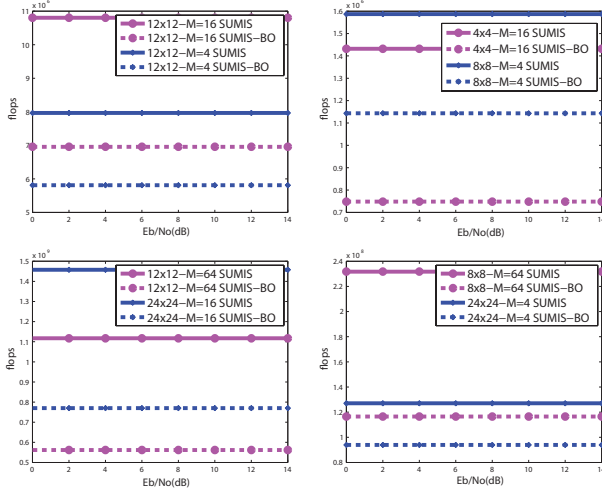 x 10
11
10
9
8
7
6
5
flops
12x12−M=16 SUMIS
12x12−M=16 SUMIS−BO
12x12−M=4 SUMIS
12x12−M=4 SUMIS−BO
0 2 4 6 8 10 12 14
Eb/No(dB)
x 10
1.6
1.5
1.4
1.3
1.2
1.1
1
0.9
0.8
0.7
flops
4x4−M=16 SUMIS
4x4−M=16 SUMIS−BO
8x8−M=4 SUMIS
8x8−M=4 SUMIS−BO
0 2 4 6 8 10 12 14
Eb/No(dB)
x 10
1.5
1.4
1.3
1.2
1.1
1
0.9
0.8
0.7
0.6
0.5
flops
12x12−M=64 SUMIS
12x12−M=64 SUMIS−BO
24x24−M=16 SUMIS
24x24−M=16 SUMIS−BO
0 2 4 6 8 10 12 14
Eb/No(dB)
x 10
2.4
2.2
2
1.8
1.6
1.4
1.2
1
0.8
flops
8x8−M=64 SUMIS
8x8−M=64 SUMIS−BO
24x24−M=4 SUMIS
24x24−M=4 SUMIS−BO
0 2 4 6 8 10 12 14
Eb/No(dB)